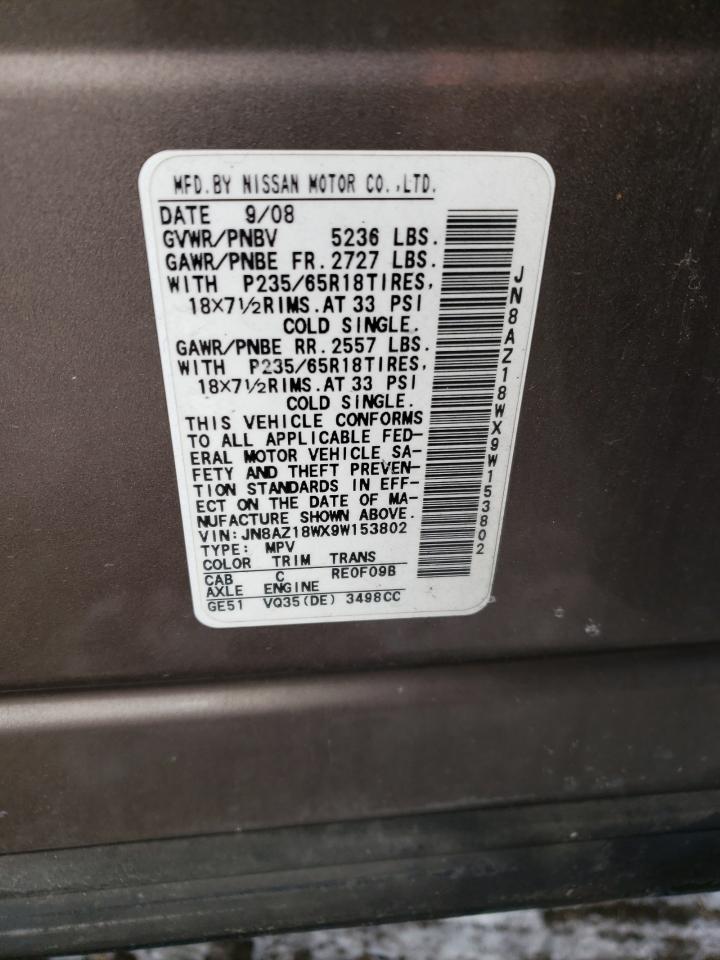 MFD.BY NISSAN MOTOR CO.,LTD.
DATE 9/08
GVWR/PNBV 5236 LBS.
GAWR/PNBE FR. 2727 LBS.
WITH P235/65R18TIRES,
18×7½RIMS.AT 33 PSI
COLD SINGLE.
GAWR/PNBE RR. 2557 LBS.
WITH P235/65R18TIRES,
18×7½RIMS.AT 33 PSI
COLD SINGLE.
THIS VEHICLE CONFORMS
TO ALL APPLICABLE FED-
ERAL MOTOR VEHICLE SA-
FETY AND THEFT PREVEN-
TION STANDARDS IN EFF-
ECT ON THE DATE OF MA-
NUFACTURE SHOWN ABOVE.
VIN: JN8AZ18WX9W153802
TYPE: MPV
COLOR TRIM TRANS
CAB C RE0F09B
AXLE ENGINE
GE51 VQ35(DE) 3498CC
JN8AZ18WX9W153802